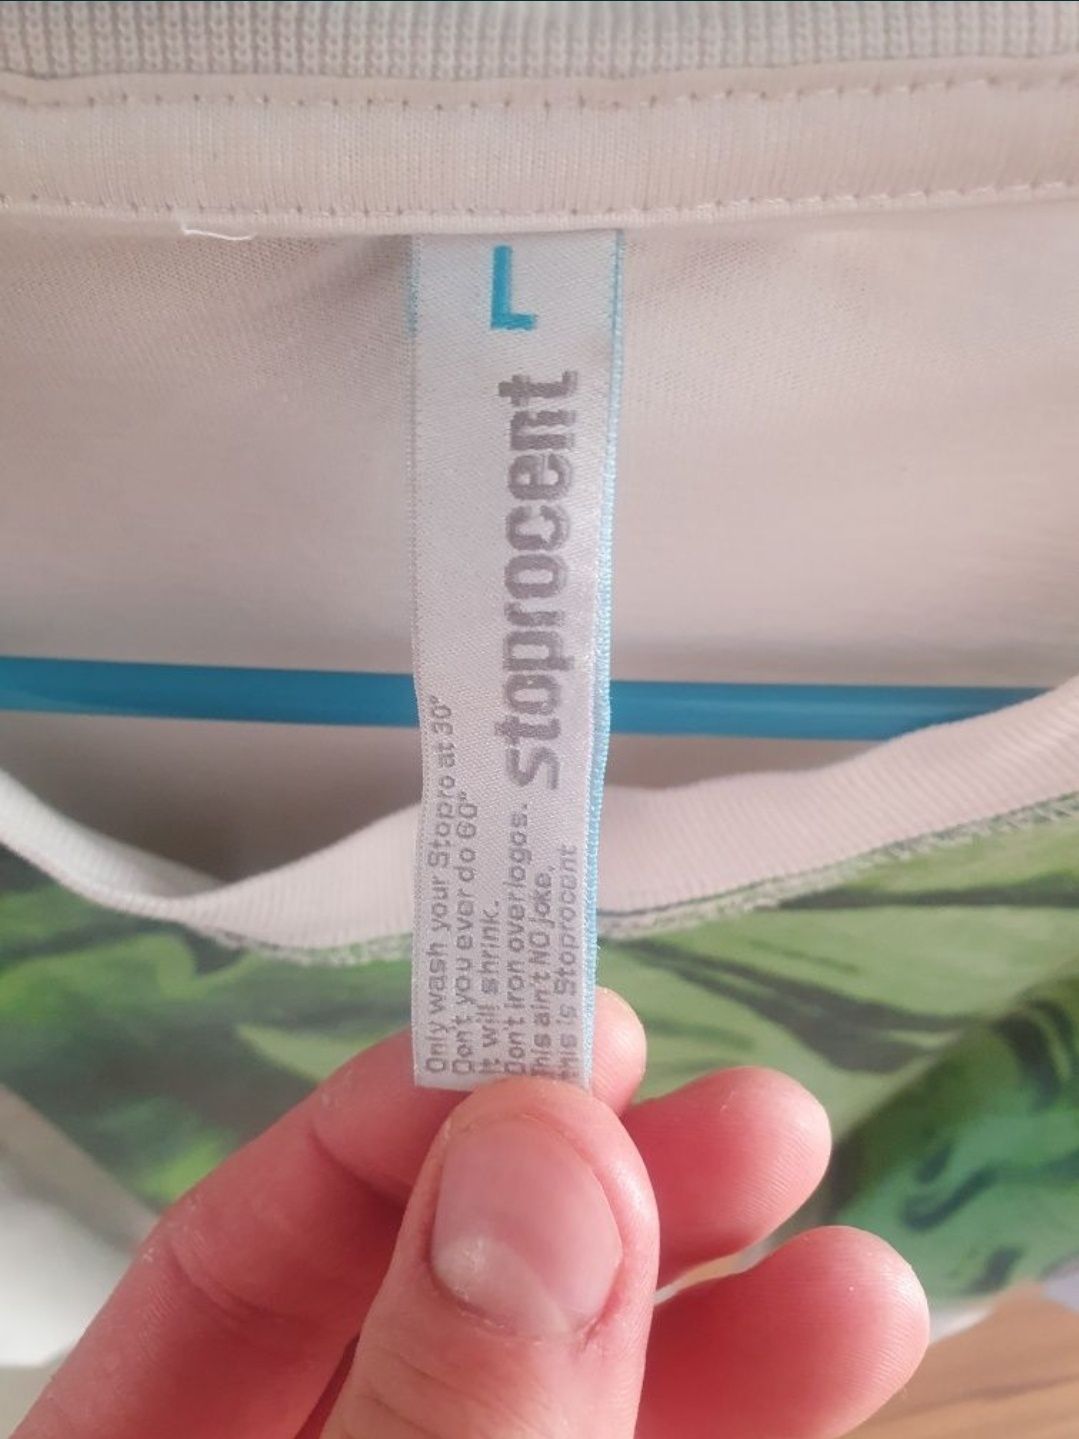 L
stoprocent
Only wash your Stopro at 30°
Don't you ever do 60°
It will shrink.
Dont iron over logos.
This ain't NO joke,
this is Stoprocent